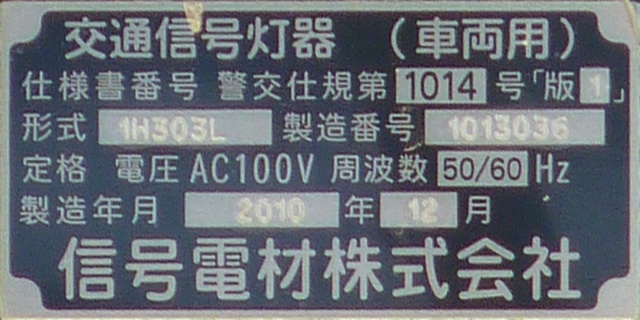 交通信号灯器 (車両用)
仕様書番号 警交仕規第 1014 号「版 1」
形式 1H303L 製造番号 1013036
定格 電圧 AC100V 周波数 50/60 Hz
製造年月 2010 年 12 月
信号電材株式会社